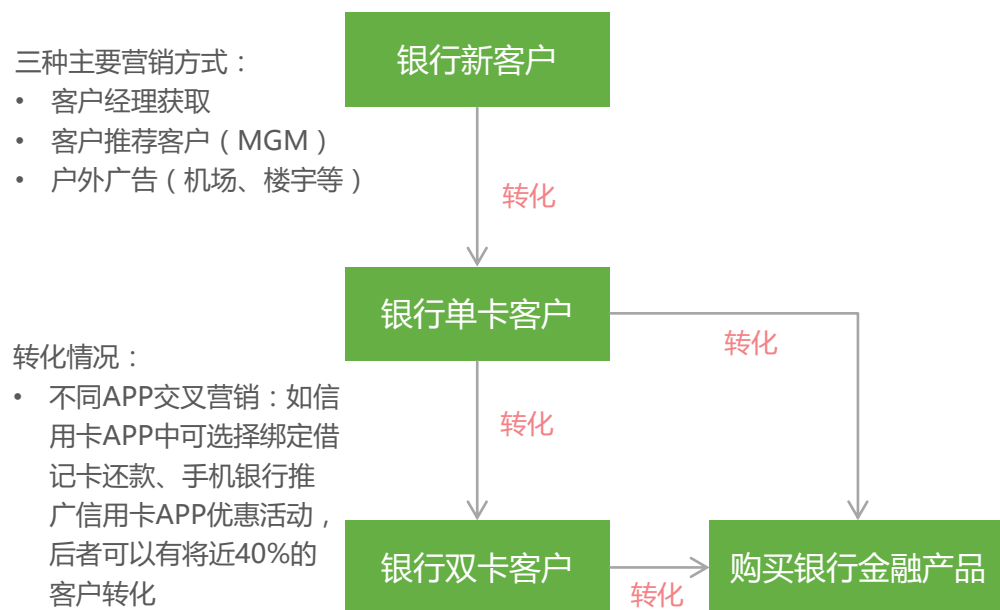 银行新客户
三种主要营销方式：
• 客户经理获取
• 客户推荐客户（MGM）
• 户外广告（机场、楼宇等）
转化
银行单卡客户
转化
转化情况：
• 不同APP交叉营销：如信
用卡APP中可选择绑定借
记卡还款、手机银行推
广信用卡APP优惠活动，
后者可以有将近40%的
客户转化
转化
银行双卡客户
转化
购买银行金融产品